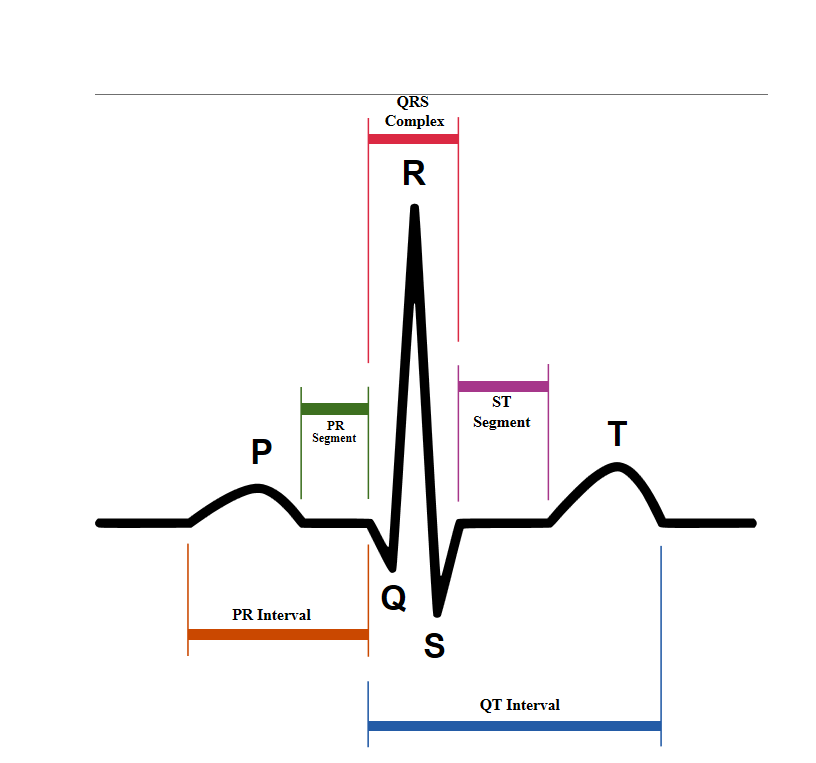 QRS
Complex
R
ST
Segment
PR
Segment
P
T
Q
PR Interval
S
QT Interval